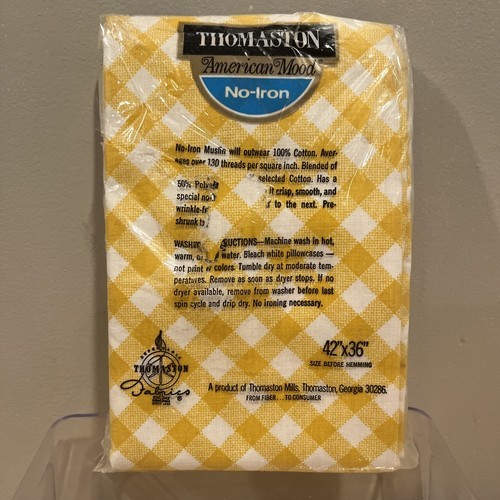 THOMASTON
American Mood
No-Iron
No-Iron Muslin will outwear 100% Cotton. Aver-
ages over 130 threads per square inch. Blended of
50% selected Cotton. Has a
special crisp, smooth, and
wrinkle-fr to the next. Pre-
shrunk
WASHING INSTRUCTIONS—Machine wash in hot,
warm, water. Bleach white pillowcases —
not print or colors. Tumble dry at moderate tem-
peratures. Remove as soon as dryer stops. If no
dryer available, remove from washer before last
spin cycle and drip dry. No ironing necessary.
42"x36"
SIZE BEFORE HEMMING
THOMASTON
Fabrics
A product of Thomaston Mills, Thomaston, Georgia 30286.
FROM FIBER...TO CONSUMER